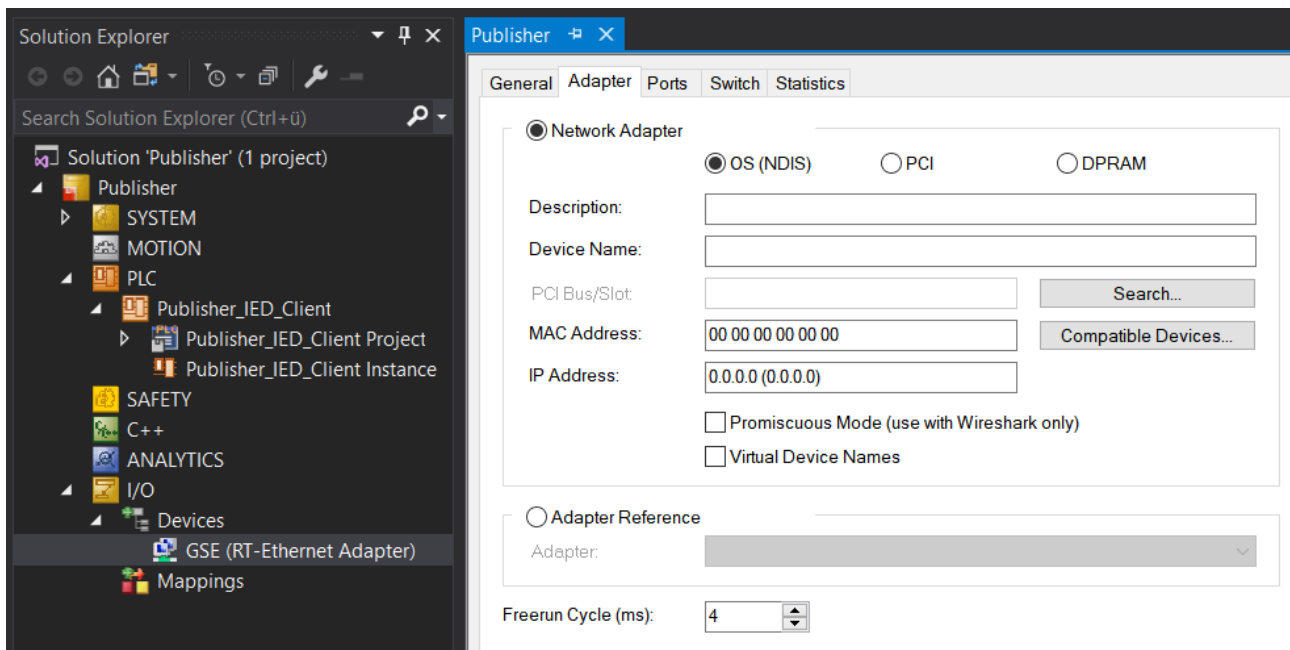 Solution Explorer
Search Solution Explorer (Ctrl+ü)
Solution 'Publisher' (1 project)
Publisher
SYSTEM
MOTION
PLC
Publisher_IED_Client
Publisher_IED_Client Project
Publisher_IED_Client Instance
SAFETY
C++
ANALYTICS
I/O
Devices
GSE (RT-Ethernet Adapter)
Mappings
Publisher
General Adapter Ports Switch Statistics
Network Adapter
OS (NDIS) PCI DPRAM
Description:
Device Name:
PCI Bus/Slot: Search...
MAC Address: 00 00 00 00 00 00 Compatible Devices...
IP Address: 0.0.0.0 (0.0.0.0)
Promiscuous Mode (use with Wireshark only)
Virtual Device Names
Adapter Reference
Adapter:
Freerun Cycle (ms): 4